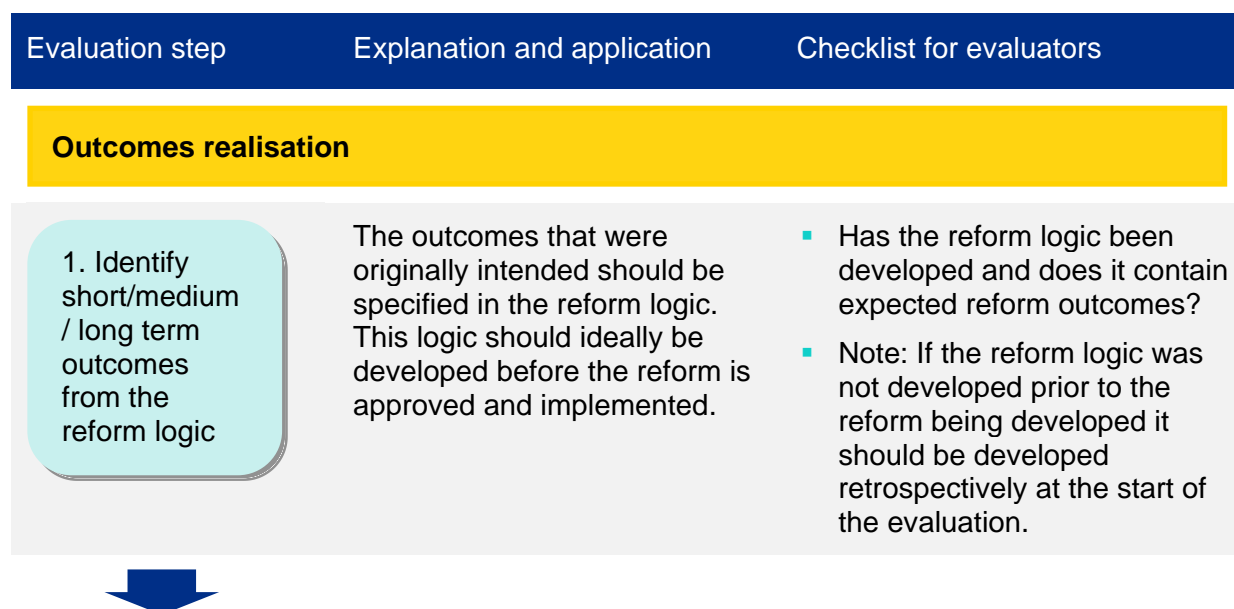 Evaluation step
Explanation and application
Checklist for evaluators
Outcomes realisation
1. Identify
short/medium
/ long term
outcomes
from the
reform logic
The outcomes that were
originally intended should be
specified in the reform logic.
This logic should ideally be
developed before the reform is
approved and implemented.
▪ Has the reform logic been
developed and does it contain
expected reform outcomes?
▪ Note: If the reform logic was
not developed prior to the
reform being developed it
should be developed
retrospectively at the start of
the evaluation.